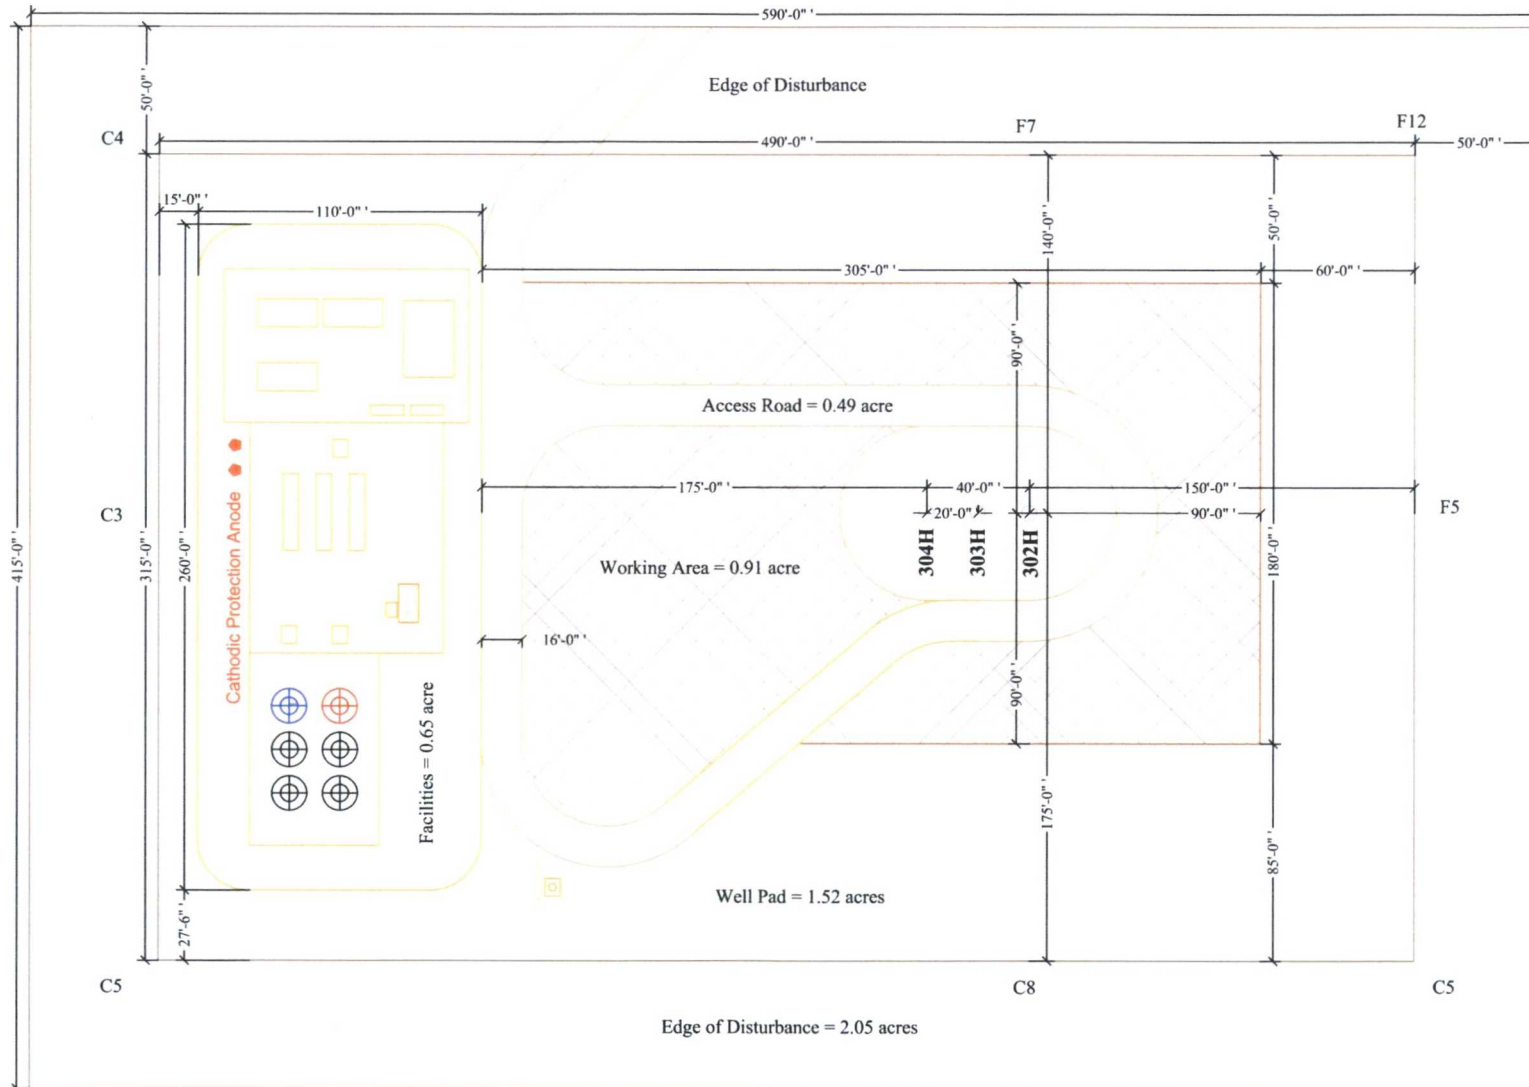 590'-0" '
Edge of Disturbance
50'-0" '
C4
F7
F12
490'-0" '
50'-0" '
15'-0" '
110'-0" '
140'-0" '
50'-0" '
305'-0" '
60'-0" '
90'-0" '
Access Road = 0.49 acre
175'-0" '
40'-0" '
150'-0" '
C3
20'-0" '
90'-0" '
F5
304H
303H
302H
415'-0" '
315'-0" '
260'-0" '
180'-0" '
Cathodic Protection Anode
Working Area = 0.91 acre
16'-0" '
90'-0" '
Facilities = 0.65 acre
175'-0" '
85'-0" '
Well Pad = 1.52 acres
27'-6" '
C5
C8
C5
Edge of Disturbance = 2.05 acres